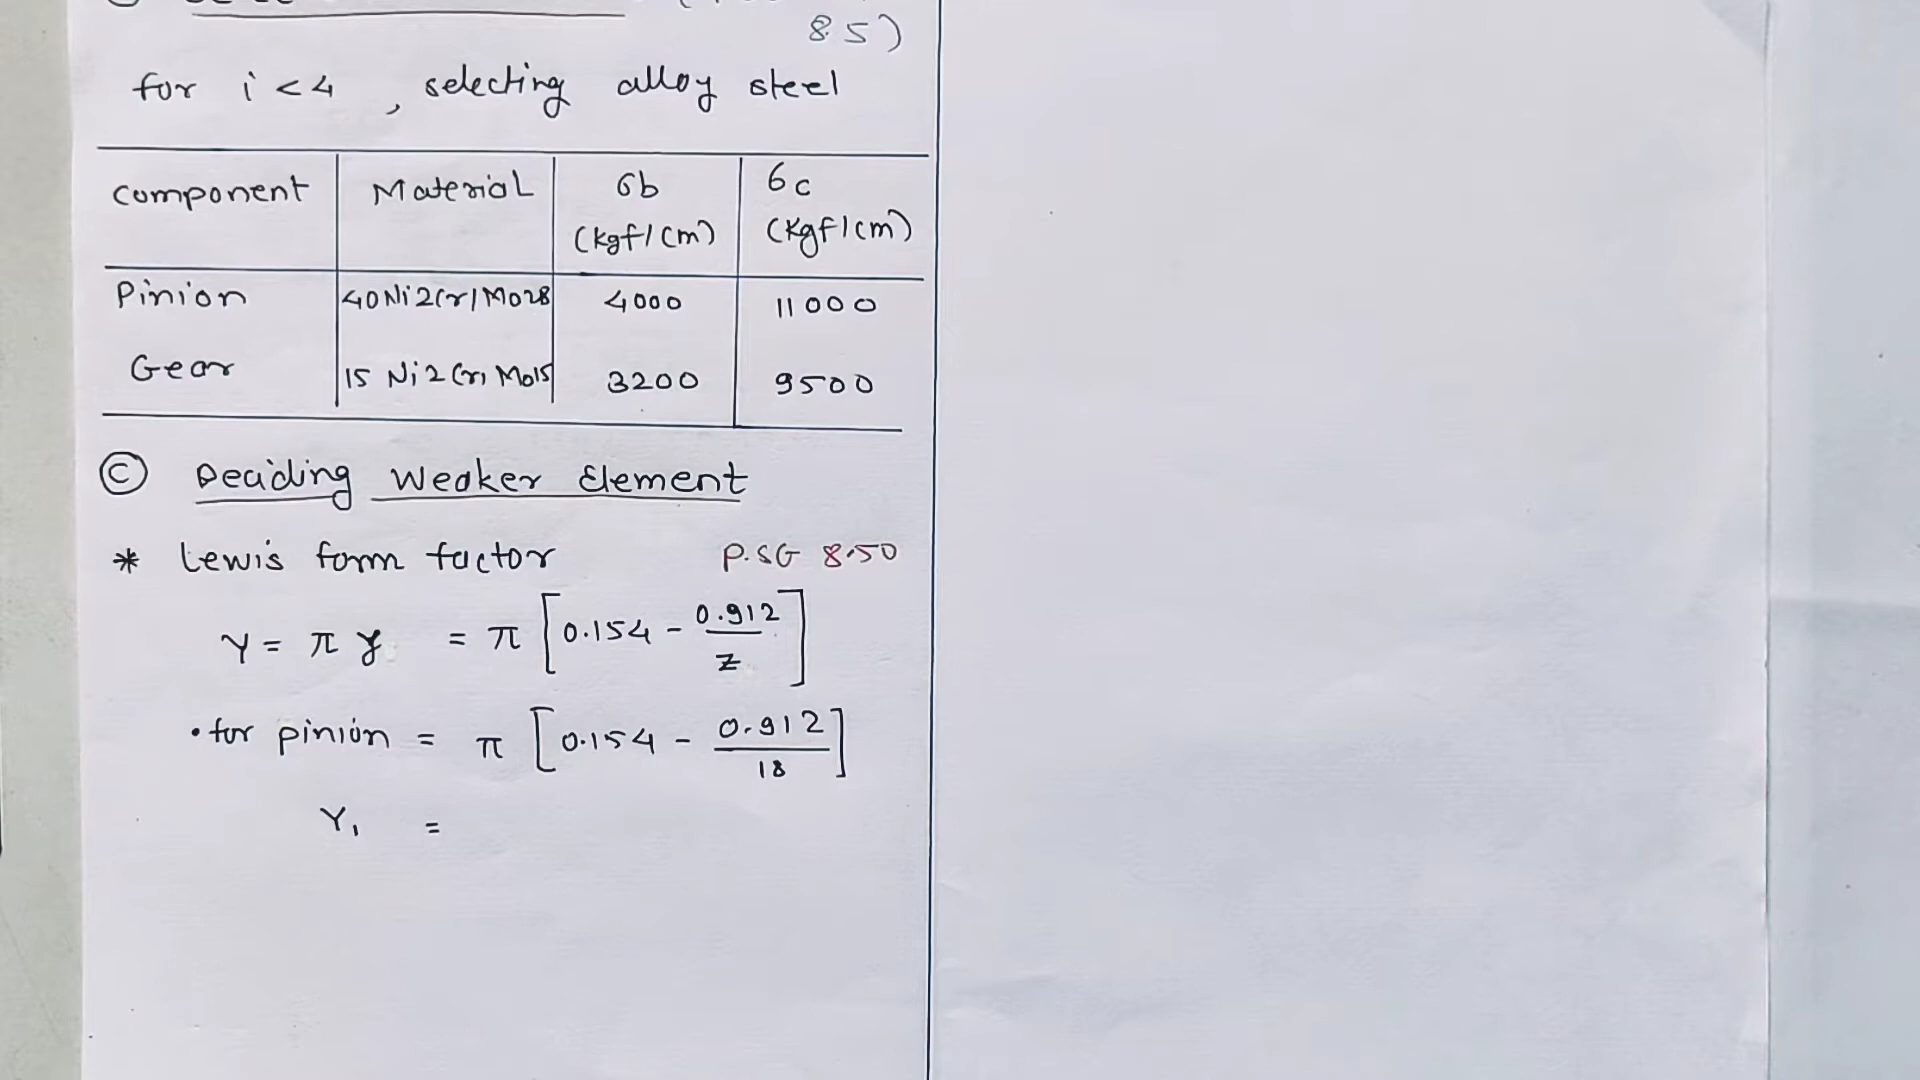 8.5)
for i < 4 , selecting alloy steel
Component Material σb (kgf/cm) σc (kgf/cm)
Pinion 40Ni2Cr1Mo28 4000 11000
Gear 15 Ni2Cr1Mo15 3200 9500
Ⓒ Deciding Weaker Element
* Lewis form factor P.SG 8.50
Y = π y = π [0.154 - 0.912/z]
• for pinion = π [0.154 - 0.912/18]
Y₁ =